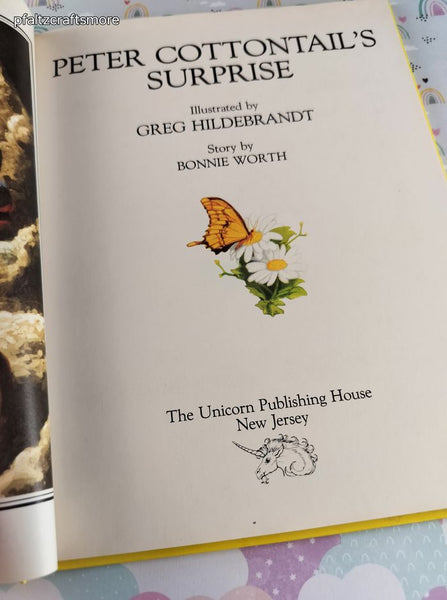 pfaltzcraftsmore
PETER COTTONTAIL'S
SURPRISE
Illustrated by
GREG HILDEBRANDT
Story by
BONNIE WORTH
The Unicorn Publishing House
New Jersey